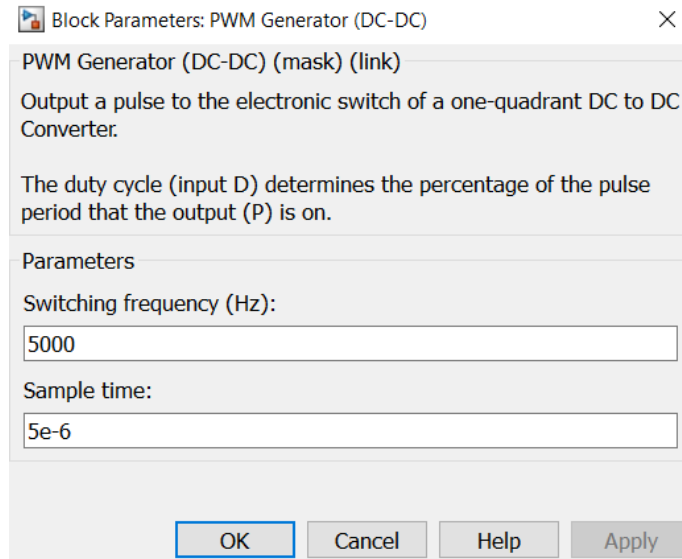 Block Parameters: PWM Generator (DC-DC)
PWM Generator (DC-DC) (mask) (link)
Output a pulse to the electronic switch of a one-quadrant DC to DC
Converter.
The duty cycle (input D) determines the percentage of the pulse
period that the output (P) is on.
Parameters
Switching frequency (Hz):
5000
Sample time:
5e-6
OK Cancel Help Apply